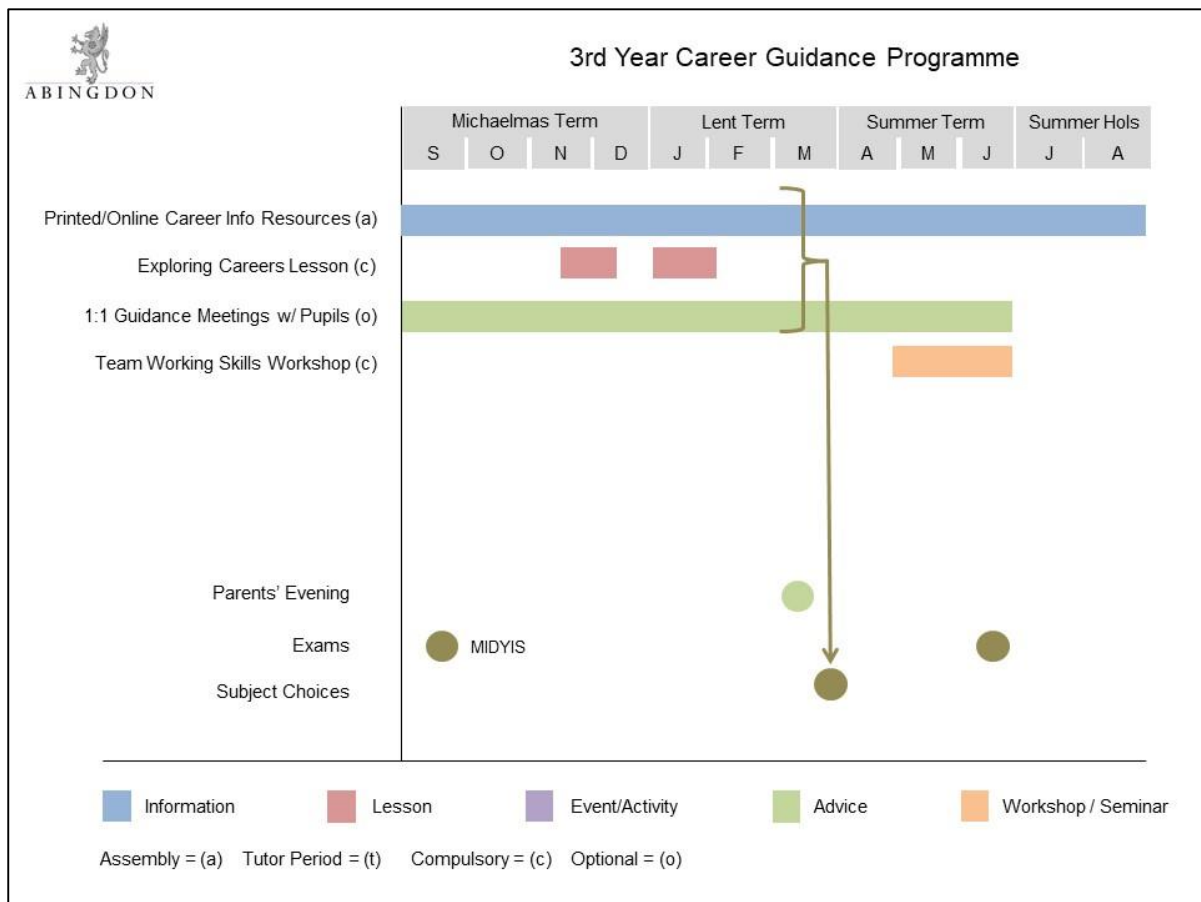 ABINGDON
3rd Year Career Guidance Programme
Michaelmas Term Lent Term Summer Term Summer Hols
S O N D J F M A M J J A
Printed/Online Career Info Resources (a)
Exploring Careers Lesson (c)
1:1 Guidance Meetings w/ Pupils (o)
Team Working Skills Workshop (c)
Parents' Evening
Exams MIDYIS
Subject Choices
Information Lesson Event/Activity Advice Workshop / Seminar
Assembly = (a) Tutor Period = (t) Compulsory = (c) Optional = (o)